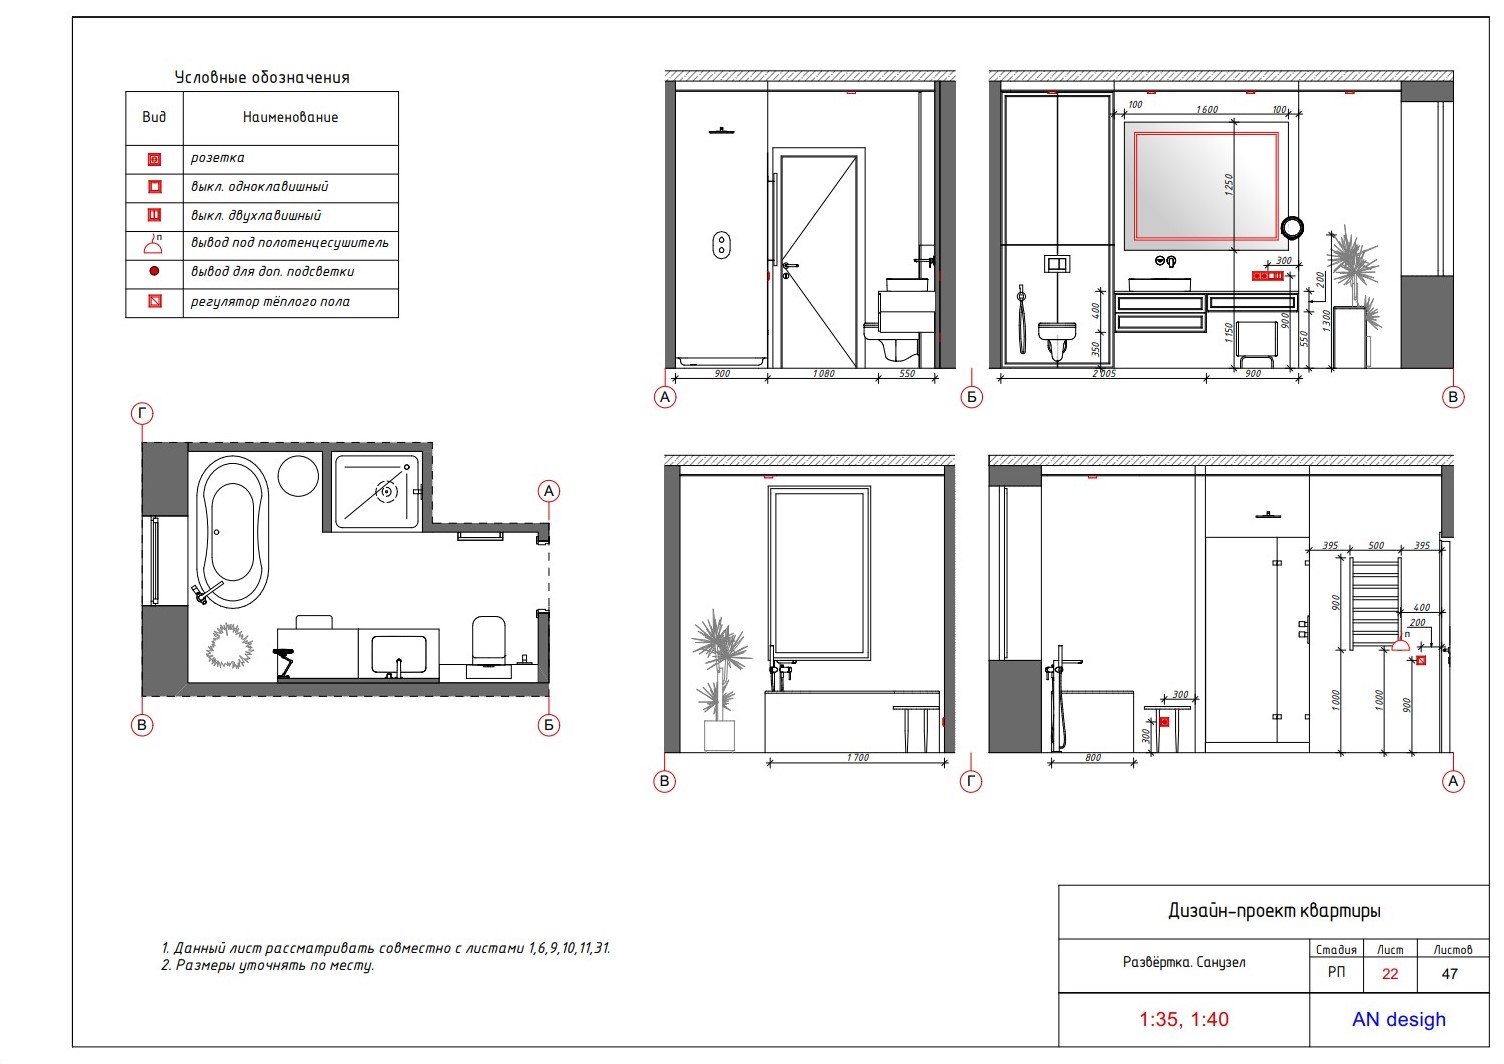 Условные обозначения
Вид
Наименование
розетка
выкл. одноклавишный
выкл. двухлавишный
п
вывод под полотенцесушитель
вывод для доп. подсветки
регулятор тёплого пола
900
1080
550
А
Б
100
1600
100
1250
300
200
400
350
1150
900
550
1300
2 005
900
В
Г
А
В
Б
1700
В
Г
395
500
395
900
400
200
п
300
300
1000
1000
900
800
А
1. Данный лист рассматривать совместно с листами 1,6,9,10,11,31.
2. Размеры уточнять по месту.
Дизайн-проект квартиры
Развёртка. Санузел
Стадия
Лист
Листов
РП
22
47
1:35, 1:40
AN desigh